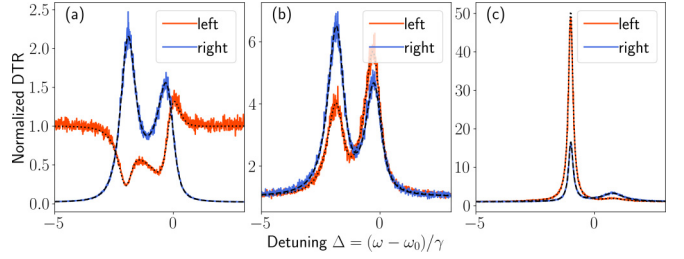 (a)
left
right
2.5
2.0
1.5
1.0
0.5
0.0
−5
0
Normalized DTR
(b)
left
right
6
4
2
−5
0
Detuning Δ = (ω − ω₀)/γ
(c)
left
right
50
40
30
20
10
0
−5
0